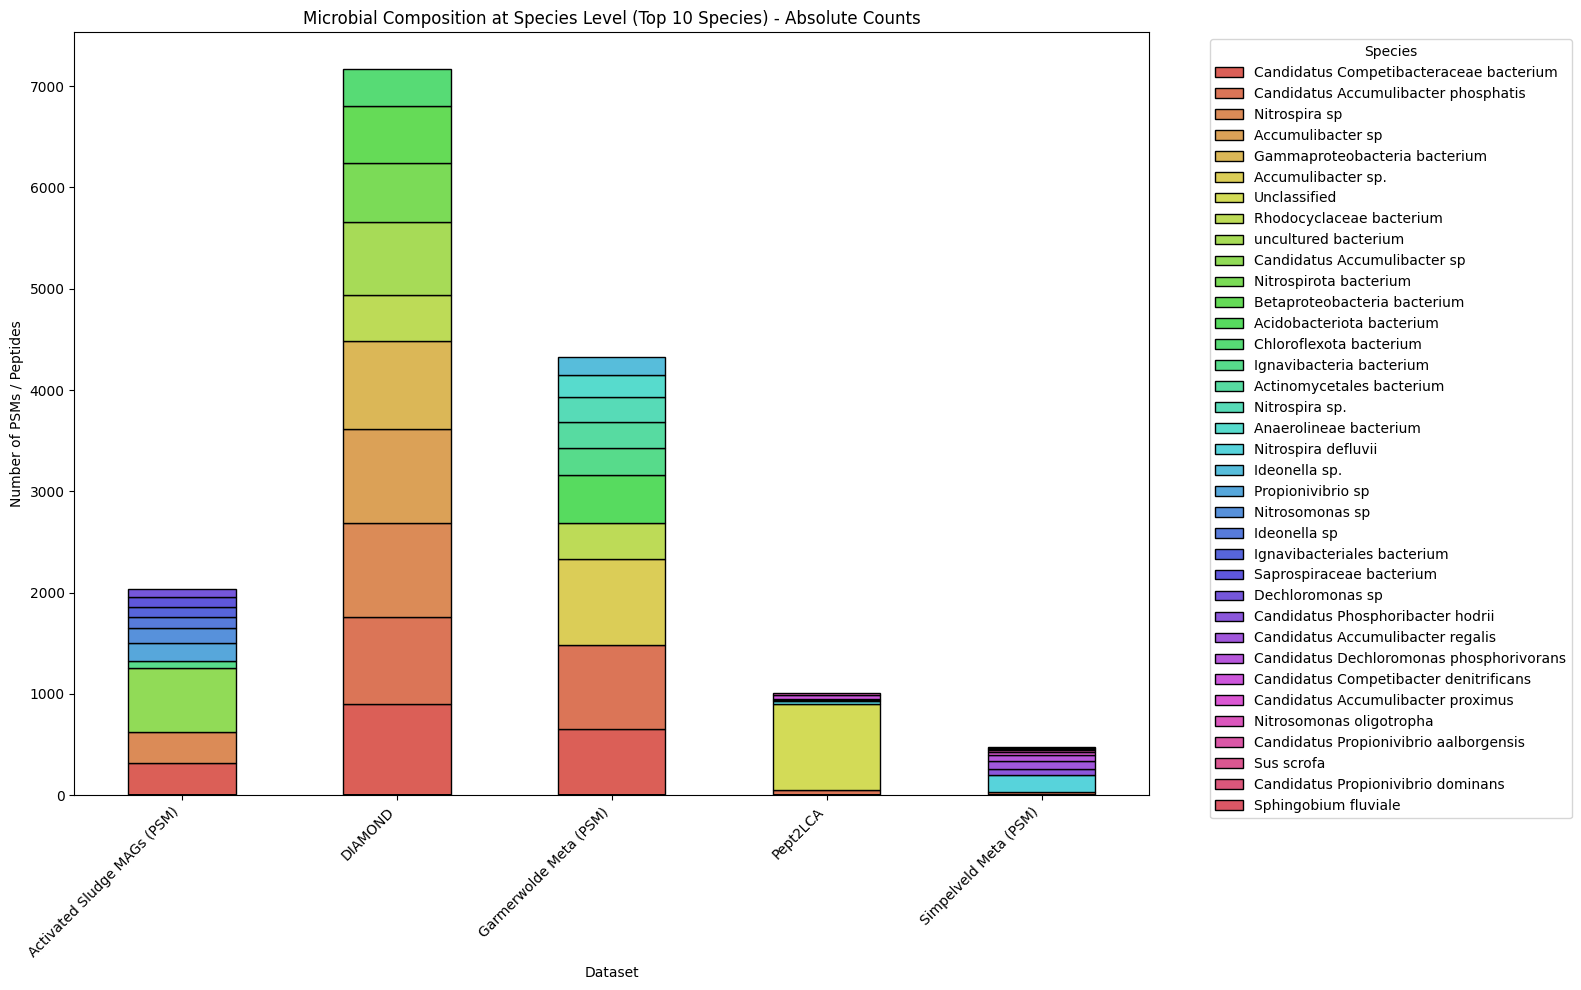 Microbial Composition at Species Level (Top 10 Species) - Absolute Counts
Number of PSMs / Peptides
7000
6000
5000
4000
3000
2000
1000
0
Activated Sludge MAGs (PSM)
DIAMOND
Garmerwolde Meta (PSM)
Pept2LCA
Simpelveld Meta (PSM)
Dataset
Species
Candidatus Competibacteraceae bacterium
Candidatus Accumulibacter phosphatis
Nitrospira sp
Accumulibacter sp
Gammaproteobacteria bacterium
Accumulibacter sp.
Unclassified
Rhodocyclaceae bacterium
uncultured bacterium
Candidatus Accumulibacter sp
Nitrospirota bacterium
Betaproteobacteria bacterium
Acidobacteriota bacterium
Chloroflexota bacterium
Ignavibacteria bacterium
Actinomycetales bacterium
Nitrospira sp.
Anaerolineae bacterium
Nitrospira defluvii
Ideonella sp.
Propionivibrio sp
Nitrosomonas sp
Ideonella sp
Ignavibacteriales bacterium
Saprospiraceae bacterium
Dechloromonas sp
Candidatus Phosphoribacter hodrii
Candidatus Accumulibacter regalis
Candidatus Dechloromonas phosphorivorans
Candidatus Competibacter denitrificans
Candidatus Accumulibacter proximus
Nitrosomonas oligotropha
Candidatus Propionivibrio aalborgensis
Sus scrofa
Candidatus Propionivibrio dominans
Sphingobium fluviale